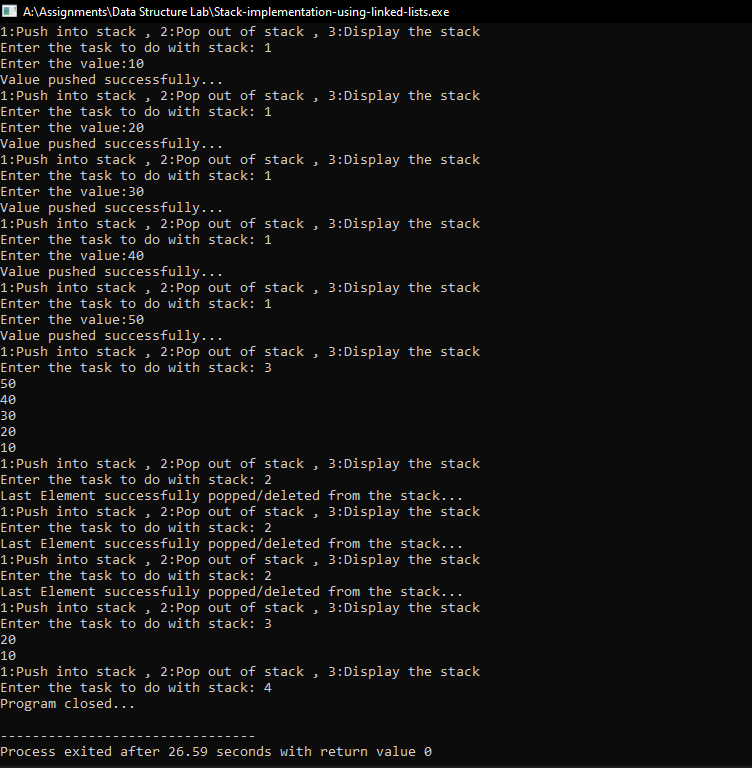 A:\Assignments\Data Structure Lab\Stack-implementation-using-linked-lists.exe
1:Push into stack , 2:Pop out of stack , 3:Display the stack
Enter the task to do with stack: 1
Enter the value:10
Value pushed successfully...
1:Push into stack , 2:Pop out of stack , 3:Display the stack
Enter the task to do with stack: 1
Enter the value:20
Value pushed successfully...
1:Push into stack , 2:Pop out of stack , 3:Display the stack
Enter the task to do with stack: 1
Enter the value:30
Value pushed successfully...
1:Push into stack , 2:Pop out of stack , 3:Display the stack
Enter the task to do with stack: 1
Enter the value:40
Value pushed successfully...
1:Push into stack , 2:Pop out of stack , 3:Display the stack
Enter the task to do with stack: 1
Enter the value:50
Value pushed successfully...
1:Push into stack , 2:Pop out of stack , 3:Display the stack
Enter the task to do with stack: 3
50
40
30
20
10
1:Push into stack , 2:Pop out of stack , 3:Display the stack
Enter the task to do with stack: 2
Last Element successfully popped/deleted from the stack...
1:Push into stack , 2:Pop out of stack , 3:Display the stack
Enter the task to do with stack: 2
Last Element successfully popped/deleted from the stack...
1:Push into stack , 2:Pop out of stack , 3:Display the stack
Enter the task to do with stack: 2
Last Element successfully popped/deleted from the stack...
1:Push into stack , 2:Pop out of stack , 3:Display the stack
Enter the task to do with stack: 3
20
10
1:Push into stack , 2:Pop out of stack , 3:Display the stack
Enter the task to do with stack: 4
Program closed...
--------------------------------
Process exited after 26.59 seconds with return value 0